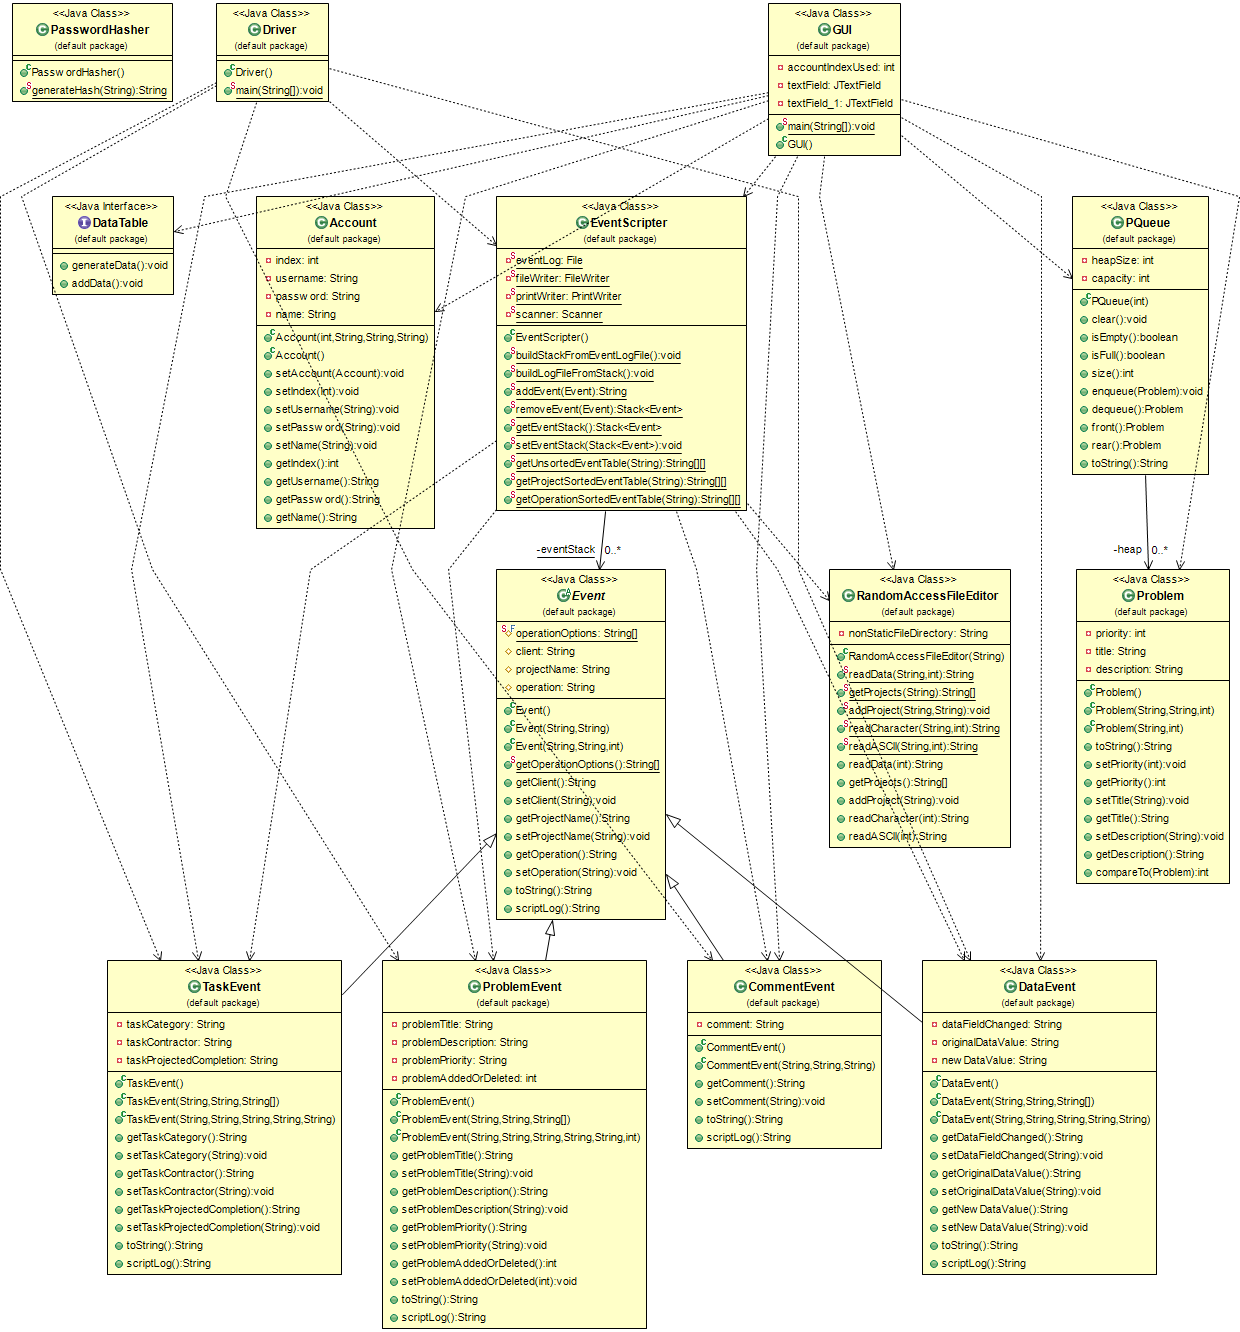 <<Java Class>>
PasswordHasher
(default package)
PasswordHasher()
generateHash(String):String
<<Java Class>>
Driver
(default package)
Driver()
main(String[]):void
<<Java Class>>
GUI
(default package)
accountIndexUsed: int
textField: JTextField
textField_1: JTextField
main(String[]):void
GUI()
<<Java Interface>>
DataTable
(default package)
generateData():void
addData():void
<<Java Class>>
Account
(default package)
index: int
username: String
password: String
name: String
Account(int,String,String,String)
Account()
setAccount(Account):void
setIndex(int):void
setUsername(String):void
setPassword(String):void
setName(String):void
getIndex():int
getUsername():String
getPassword():String
getName():String
<<Java Class>>
EventScripter
(default package)
eventLog: File
fileWriter: FileWriter
printWriter: PrintWriter
scanner: Scanner
EventScripter()
buildStackFromEventLogFile():void
buildLogFileFromStack():void
addEvent(Event):String
removeEvent(Event):Stack<Event>
getEventStack():Stack<Event>
setEventStack(Stack<Event>):void
getUnsortedEventTable(String):String[][]
getProjectSortedEventTable(String):String[][]
getOperationSortedEventTable(String):String[][]
<<Java Class>>
PQueue
(default package)
heapSize: int
capacity: int
PQueue(int)
clear():void
isEmpty():boolean
isFull():boolean
size():int
enqueue(Problem):void
dequeue():Problem
front():Problem
rear():Problem
toString():String
-eventStack 0..*
-heap 0..*
<<Java Class>>
Event
(default package)
operationOptions: String[]
client: String
projectName: String
operation: String
Event()
Event(String,String)
Event(String,String,int)
getOperationOptions():String[]
getClient():String
setClient(String):void
getProjectName():String
setProjectName(String):void
getOperation():String
setOperation(String):void
toString():String
scriptLog():String
<<Java Class>>
RandomAccessFileEditor
(default package)
nonStaticFileDirectory: String
RandomAccessFileEditor(String)
readData(String,int):String
getProjects(String):String[]
addProject(String,String):void
readCharacter(String,int):String
readASCII(String,int):String
readData(int):String
getProjects():String[]
addProject(String):void
readCharacter(int):String
readASCII(int):String
<<Java Class>>
Problem
(default package)
priority: int
title: String
description: String
Problem()
Problem(String,String,int)
Problem(String,int)
toString():String
setPriority(int):void
getPriority():int
setTitle(String):void
getTitle():String
setDescription(String):void
getDescription():String
compareTo(Problem):int
<<Java Class>>
TaskEvent
(default package)
taskCategory: String
taskContractor: String
taskProjectedCompletion: String
TaskEvent()
TaskEvent(String,String,String[])
TaskEvent(String,String,String,String,String)
getTaskCategory():String
setTaskCategory(String):void
getTaskContractor():String
setTaskContractor(String):void
getTaskProjectedCompletion():String
setTaskProjectedCompletion(String):void
toString():String
scriptLog():String
<<Java Class>>
ProblemEvent
(default package)
problemTitle: String
problemDescription: String
problemPriority: String
problemAddedOrDeleted: int
ProblemEvent()
ProblemEvent(String,String,String[])
ProblemEvent(String,String,String,String,String,int)
getProblemTitle():String
setProblemTitle(String):void
getProblemDescription():String
setProblemDescription(String):void
getProblemPriority():String
setProblemPriority(String):void
getProblemAddedOrDeleted():int
setProblemAddedOrDeleted(int):void
toString():String
scriptLog():String
<<Java Class>>
CommentEvent
(default package)
comment: String
CommentEvent()
CommentEvent(String,String,String)
getComment():String
setComment(String):void
toString():String
scriptLog():String
<<Java Class>>
DataEvent
(default package)
dataFieldChanged: String
originalDataValue: String
newDataValue: String
DataEvent()
DataEvent(String,String,String[])
DataEvent(String,String,String,String,String)
getDataFieldChanged():String
setDataFieldChanged(String):void
getOriginalDataValue():String
setOriginalDataValue(String):void
getNewDataValue():String
setNewDataValue(String):void
toString():String
scriptLog():String